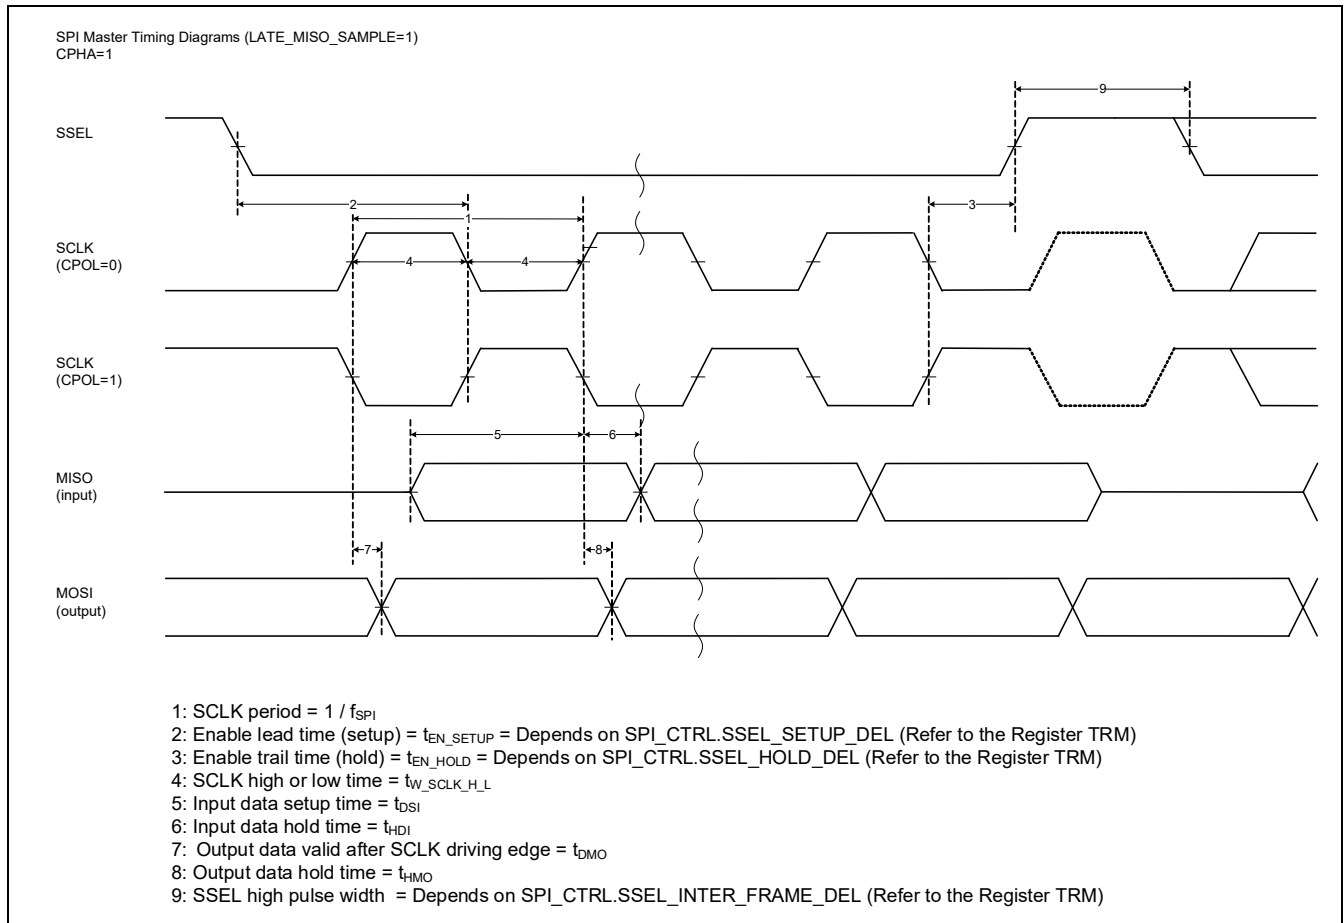 SPI Master Timing Diagrams (LATE_MISO_SAMPLE=1)
CPHA=1
9
SSEL
2
3
1
SCLK
(CPOL=0)
4
4
SCLK
(CPOL=1)
5
6
MISO
(input)
7
8
MOSI
(output)
1: SCLK period = 1 / fSPI
2: Enable lead time (setup) = tEN_SETUP = Depends on SPI_CTRL.SSEL_SETUP_DEL (Refer to the Register TRM)
3: Enable trail time (hold) = tEN_HOLD = Depends on SPI_CTRL.SSEL_HOLD_DEL (Refer to the Register TRM)
4: SCLK high or low time = tW_SCLK_H_L
5: Input data setup time = tDSI
6: Input data hold time = tHDI
7: Output data valid after SCLK driving edge = tDMO
8: Output data hold time = tHMO
9: SSEL high pulse width = Depends on SPI_CTRL.SSEL_INTER_FRAME_DEL (Refer to the Register TRM)